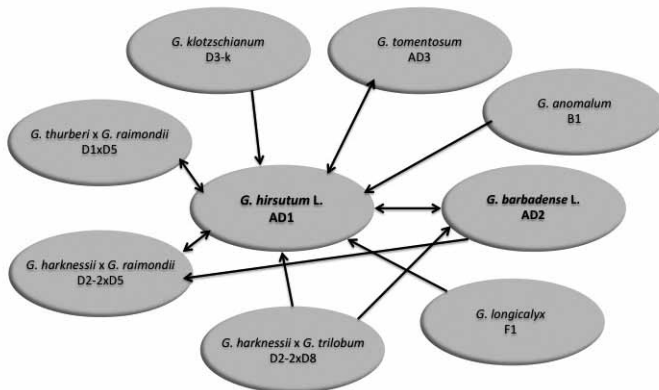 G. klotzschianum
D3-k
G. tomentosum
AD3
G. anomalum
B1
G. thurberi x G. raimondii
D1xD5
G. hirsutum L.
AD1
G. barbadense L.
AD2
G. harknessii x G. raimondii
D2-2xD5
G. longicalyx
F1
G. harknessii x G. trilobum
D2-2xD8